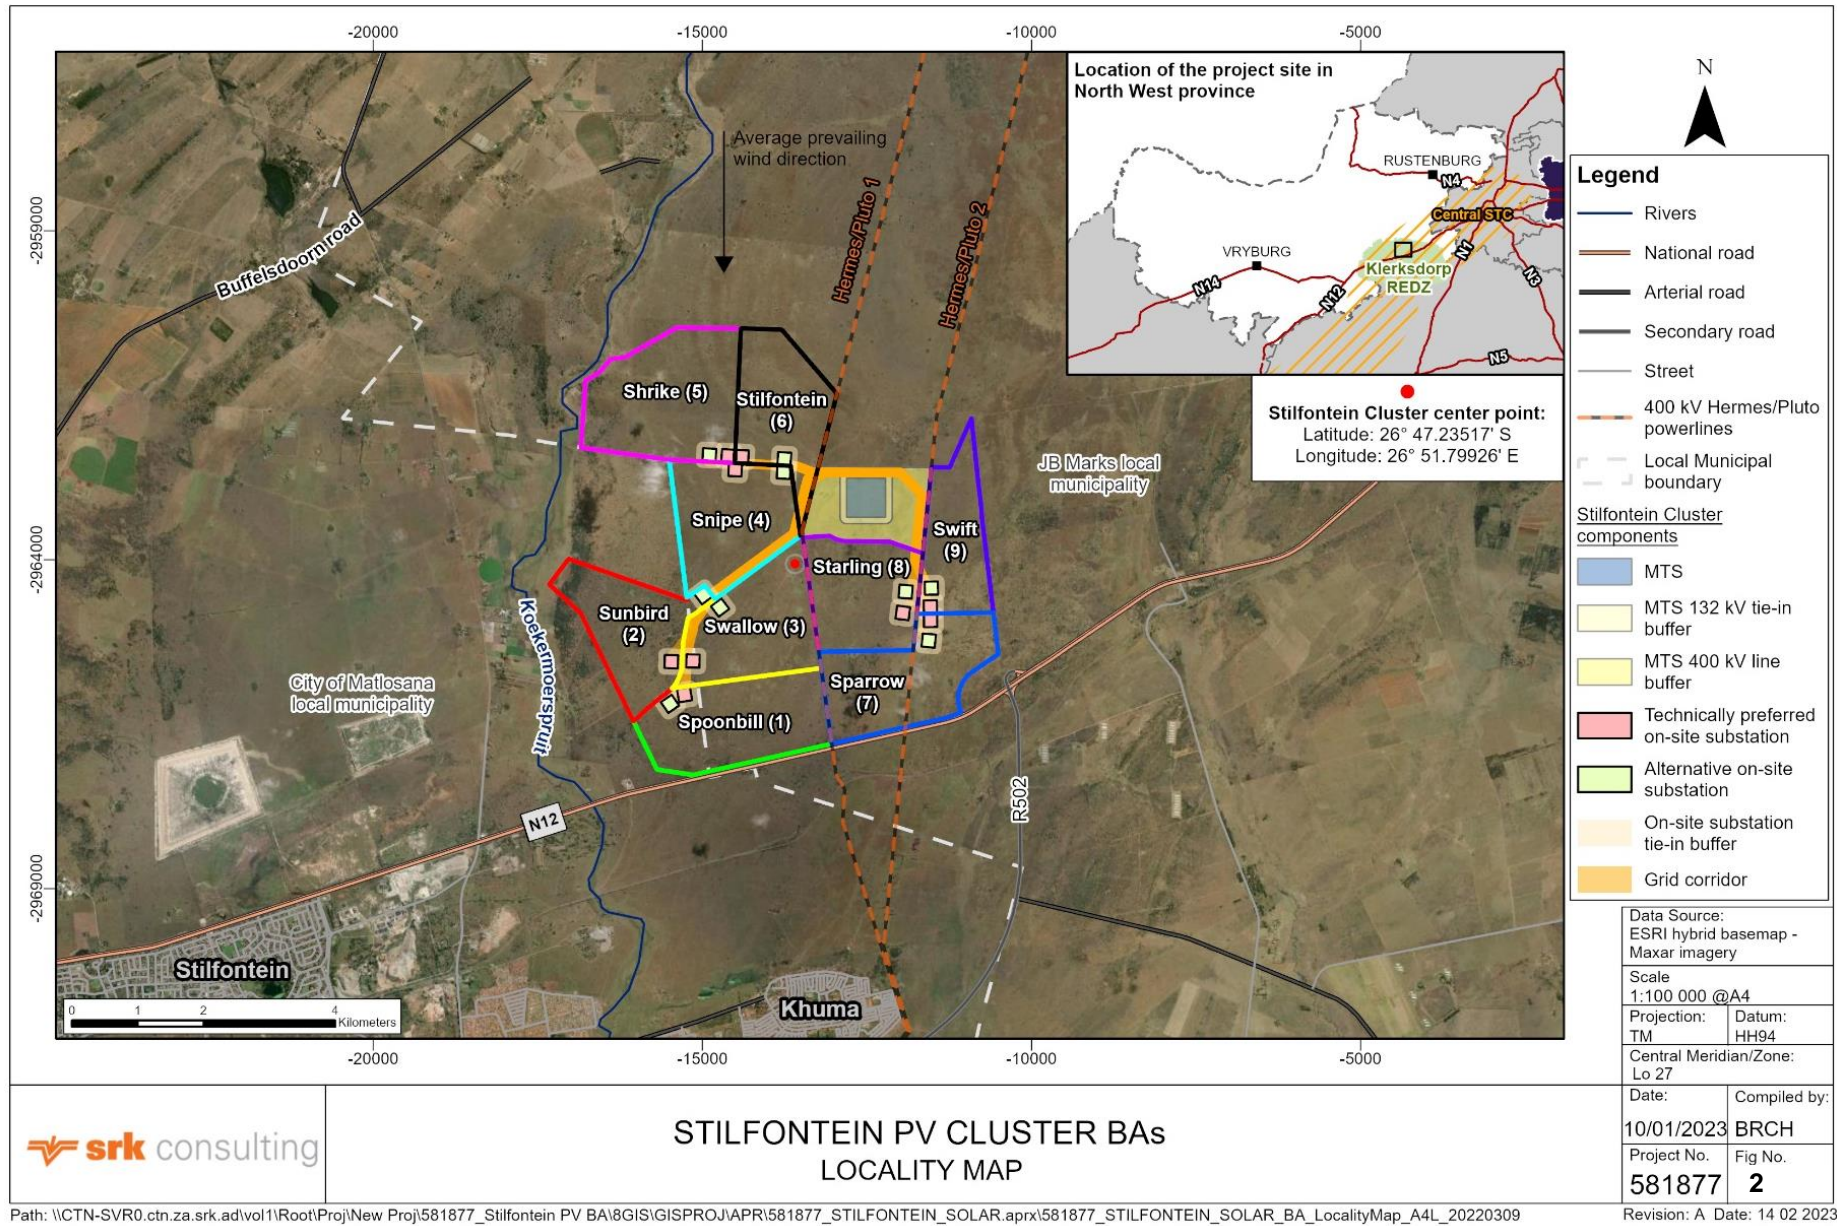 -20000
-15000
-10000
-5000
-2959000
-2964000
-2969000
Average prevailing
wind direction
Buffelsdoorn road
Hermes/Pluto 1
Hermes/Pluto 2
Shrike (5)
Stilfontein
(6)
Snipe (4)
Swift
(9)
Starling (8)
Sunbird
(2)
Swallow (3)
Sparrow
(7)
Spoonbill (1)
JB Marks local
municipality
City of Matlosana
local municipality
Koekermoerspruit
N12
R502
Stilfontein
Khuma
0
1
2
4
Kilometers
-20000
-15000
-10000
-5000
Location of the project site in
North West province
RUSTENBURG
N4
Central STC
VRYBURG
N1
Klerksdorp
REDZ
N14
N12
N3
N5
Stilfontein Cluster center point:
Latitude: 26° 47.23517' S
Longitude: 26° 51.79926' E
N
Legend
Rivers
National road
Arterial road
Secondary road
Street
400 kV Hermes/Pluto
powerlines
Local Municipal
boundary
Stilfontein Cluster
components
MTS
MTS 132 kV tie-in
buffer
MTS 400 kV line
buffer
Technically preferred
on-site substation
Alternative on-site
substation
On-site substation
tie-in buffer
Grid corridor
Data Source:
ESRI hybrid basemap -
Maxar imagery
Scale
1:100 000 @A4
Projection:
TM
Datum:
HH94
Central Meridian/Zone:
Lo 27
Date:
10/01/2023
Compiled by:
BRCH
Project No.
581877
Fig No.
2
srk consulting
STILFONTEIN PV CLUSTER BAs
LOCALITY MAP
Path: \\CTN-SVR0.ctn.za.srk.ad\vol1\Root\Proj\New Proj\581877_Stilfontein PV BA\8GIS\GISPROJ\APR\581877_STILFONTEIN_SOLAR.aprx\581877_STILFONTEIN_SOLAR_BA_LocalityMap_A4L_20220309
Revision: A Date: 14 02 2023